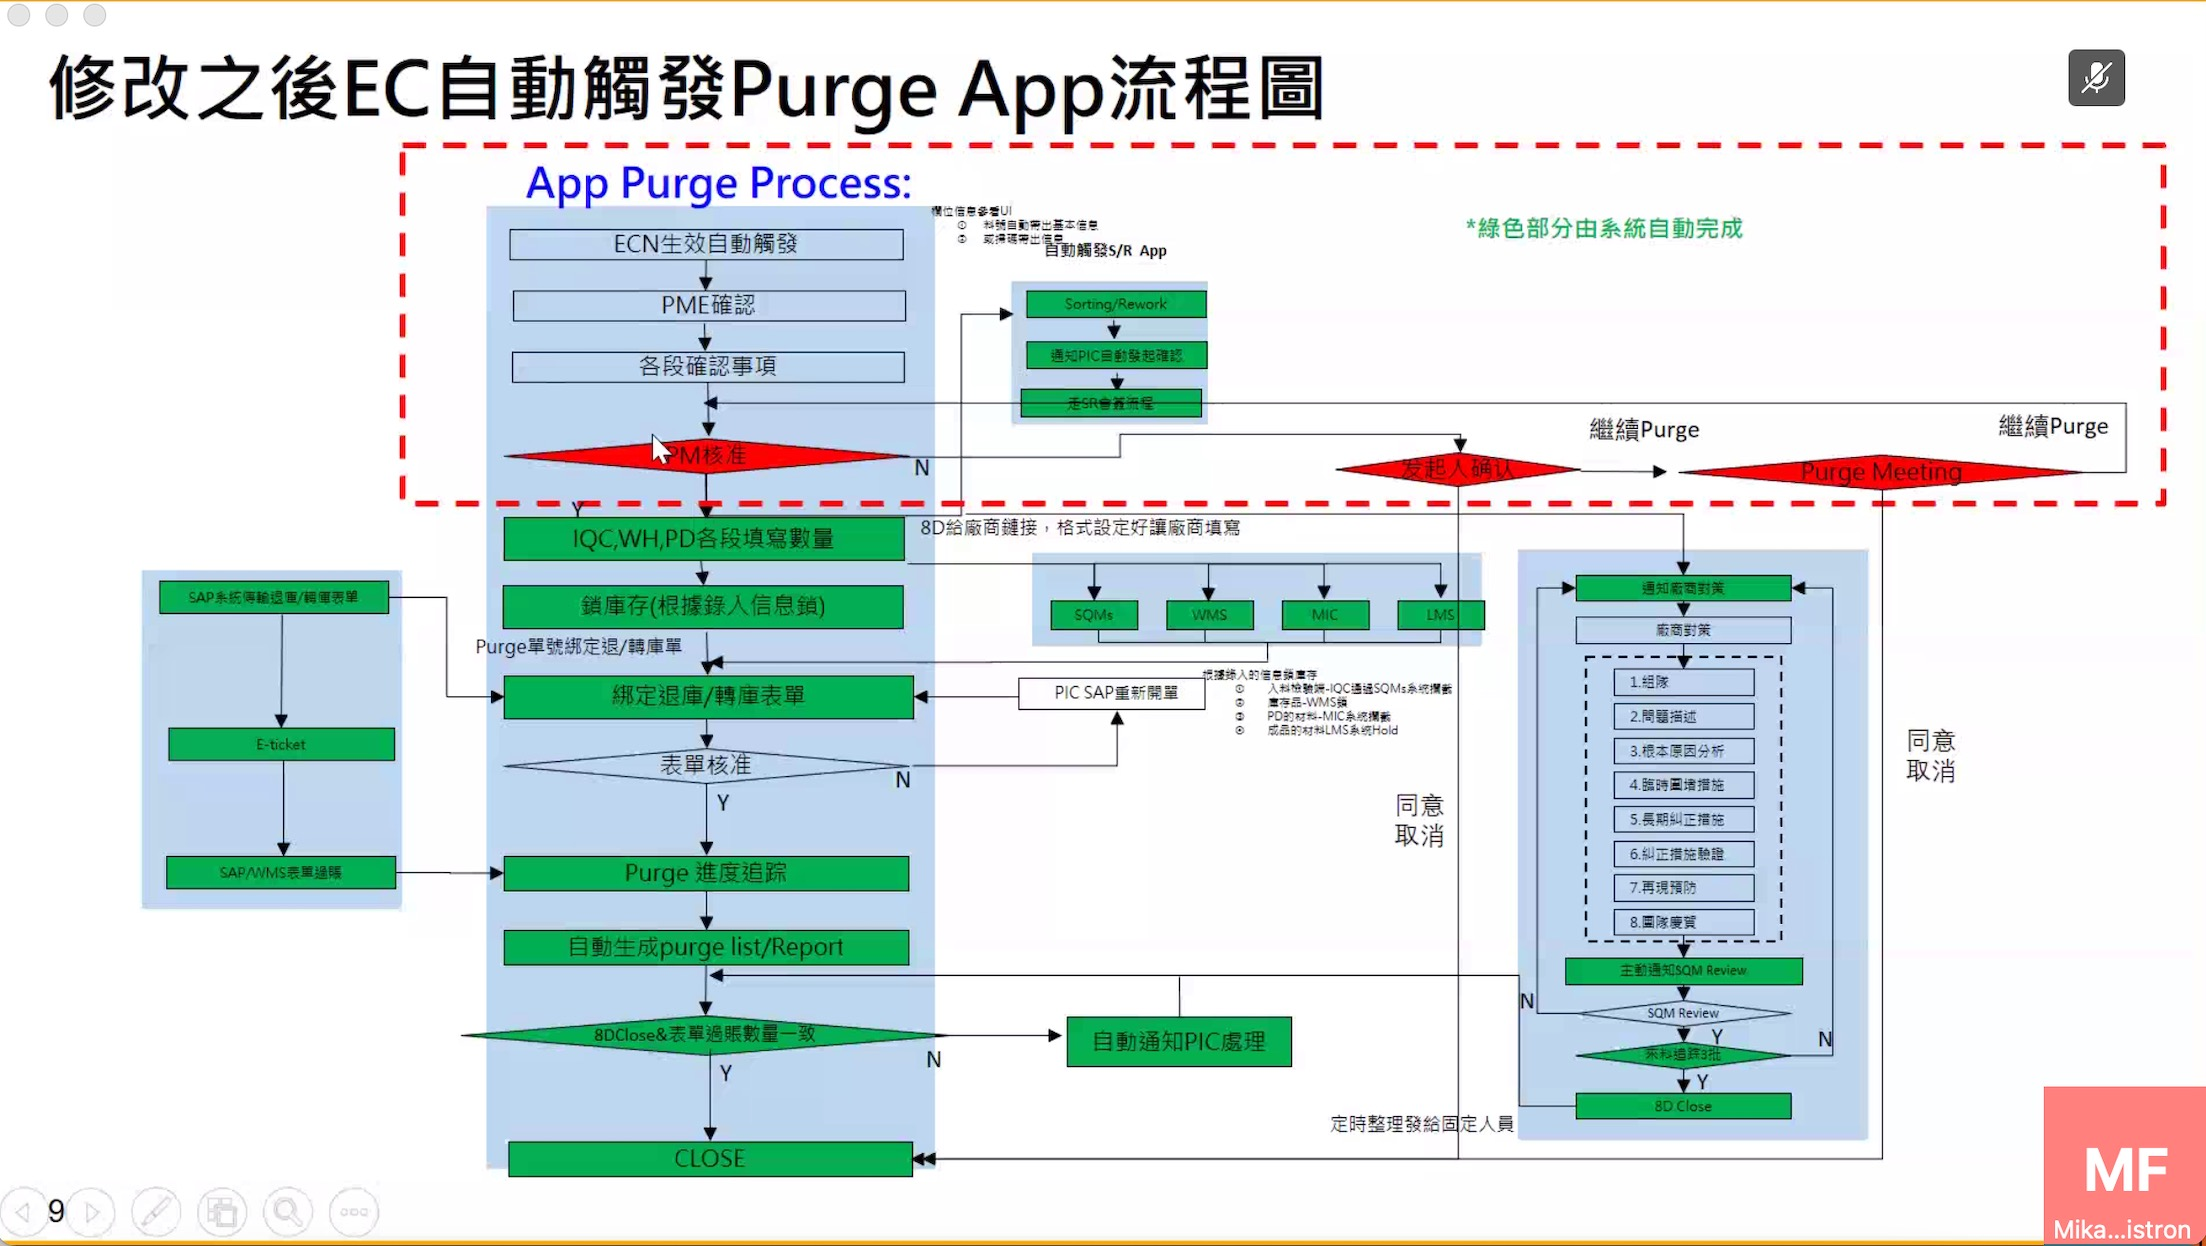 修改之後EC自動觸發Purge App流程圖
App Purge Process:
欄位信息參看UI
① 料號自動帶出基本信息
② 或掃碼帶出信息
自動觸發S/R App
*綠色部分由系統自動完成
ECN生效自動觸發
PME確認
各段確認事項
PM核准
N
Y
Sorting/Rework
通知PIC自動發起確認
走SR會簽流程
发起人确认
繼續Purge
Purge Meeting
繼續Purge
IQC,WH,PD各段填寫數量
8D給廠商鏈接，格式設定好讓廠商填寫
鎖庫存(根據錄入信息鎖)
SQMs
WMS
MIC
LMS
Purge單號綁定退/轉庫單
綁定退庫/轉庫表單
PIC SAP重新開單
根據錄入的信息鎖庫存
① 入料檢驗端-IQC通過SQMs系統攔截
② 庫存品-WMS鎖
③ PD的材料-MIC系統攔截
④ 成品的材料LMS系統Hold
表單核准
N
Y
SAP系統傳輸退庫/轉庫表單
E-ticket
SAP/WMS表單過賬
Purge 進度追踪
自動生成purge list/Report
8DClose&表單過賬數量一致
N
Y
自動通知PIC處理
CLOSE
同意
取消
同意
取消
通知廠商對策
廠商對策
1.組隊
2.問題描述
3.根本原因分析
4.臨時圍堵措施
5.長期糾正措施
6.糾正措施驗證
7.再現預防
8.團隊慶賀
主動通知SQM Review
N
SQM Review
Y
N
來料追踪3批
Y
8D Close
定時整理發給固定人員
9
MF
Mika...istron